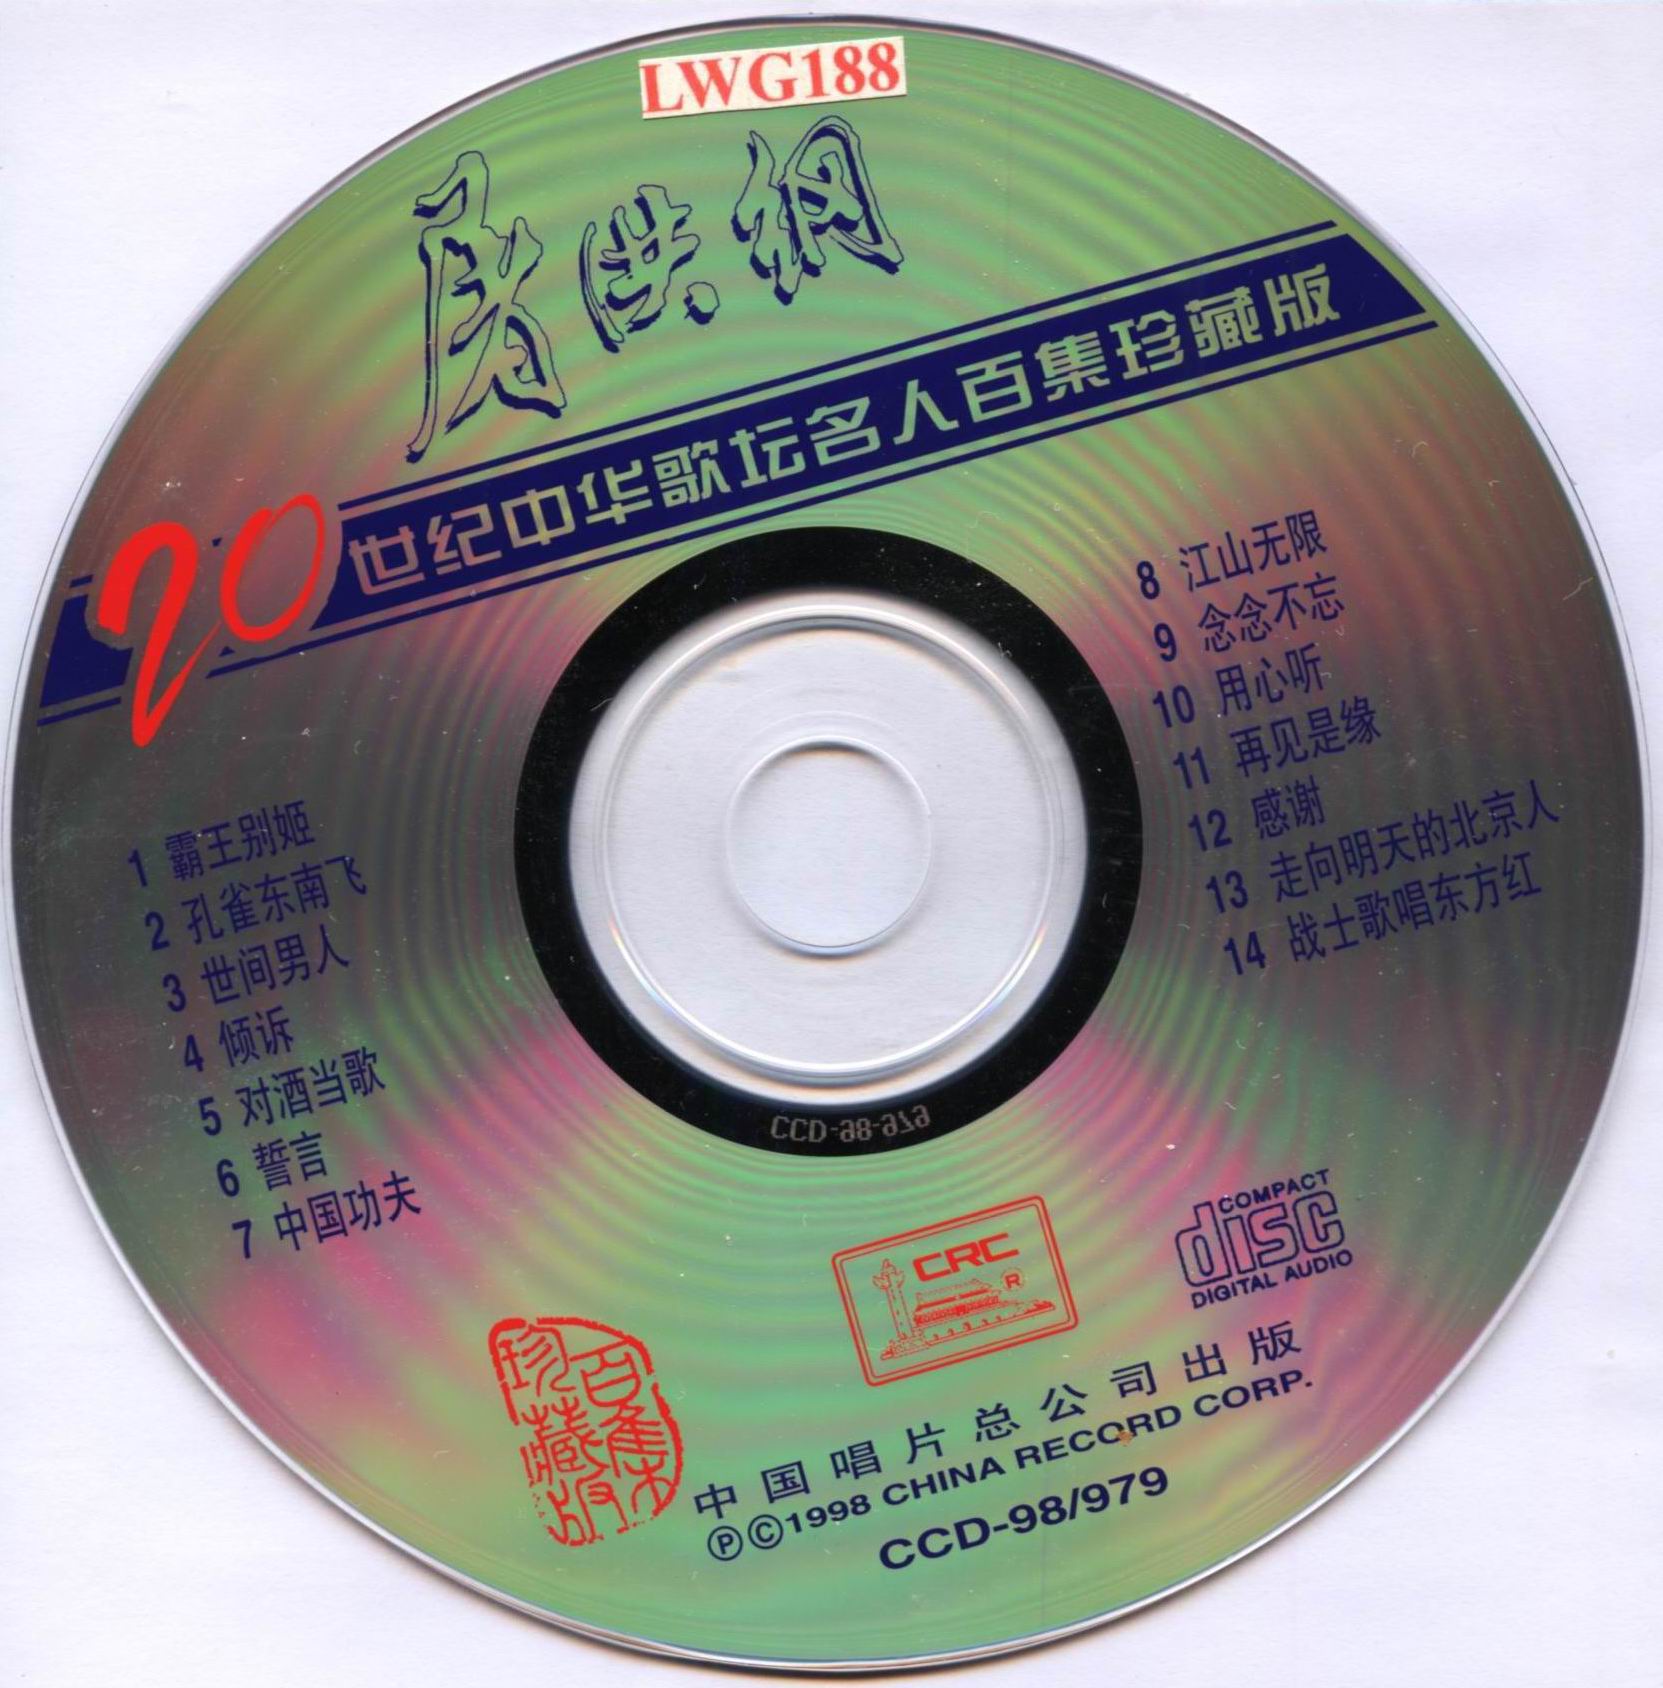 LWG188
屠洪纲
20世纪中华歌坛名人百集珍藏版
1 霸王别姬
2 孔雀东南飞
3 世间男人
4 倾诉
5 对酒当歌
6 誓言
7 中国功夫
8 江山无限
9 念念不忘
10 用心听
11 再见是缘
12 感谢
13 走向明天的北京人
14 战士歌唱东方红
CCD-98-979
CRC
®
COMPACT
disc
DIGITAL AUDIO
百集
珍藏版
中国唱片总公司出版
ⓅⒸ1998 CHINA RECORD CORP.
CCD-98/979